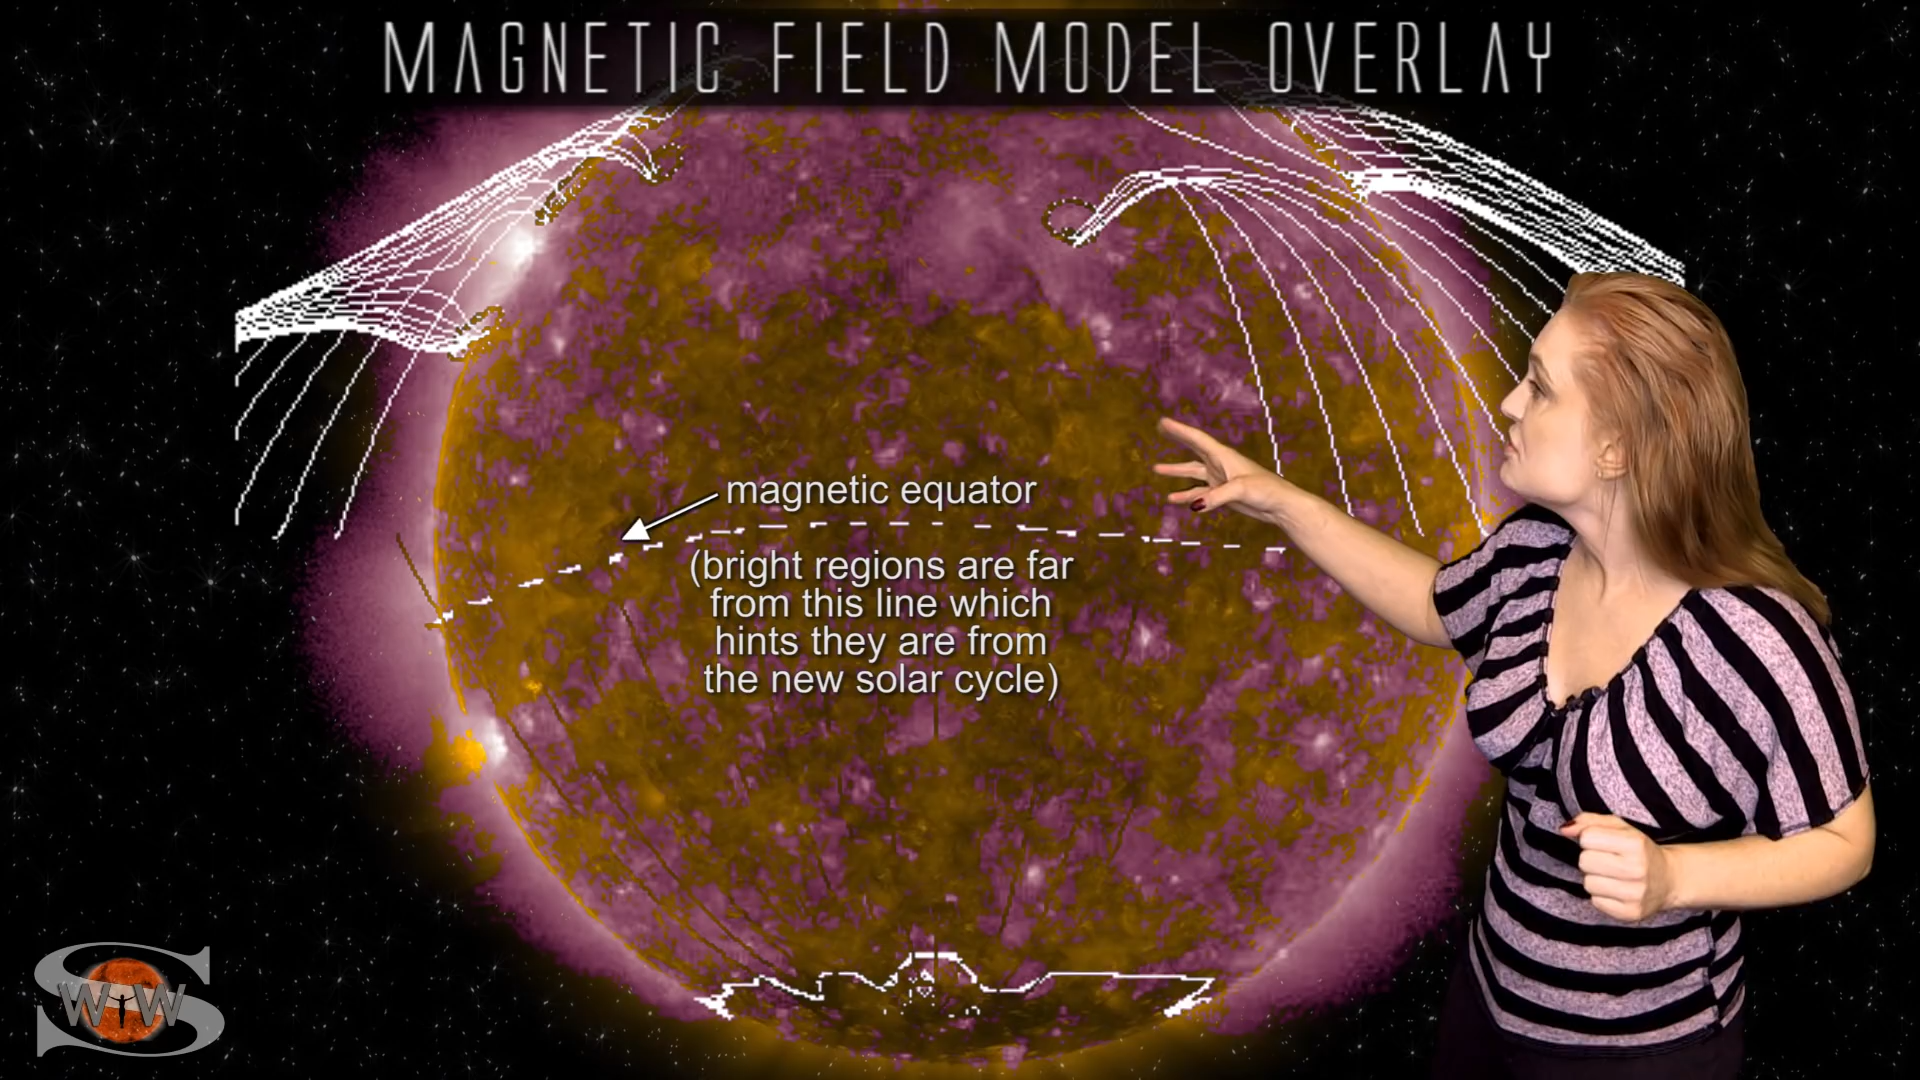 MAGNETIC FIELD MODEL OVERLAY
magnetic equator
(bright regions are far
from this line which
hints they are from
the new solar cycle)
S
WTW